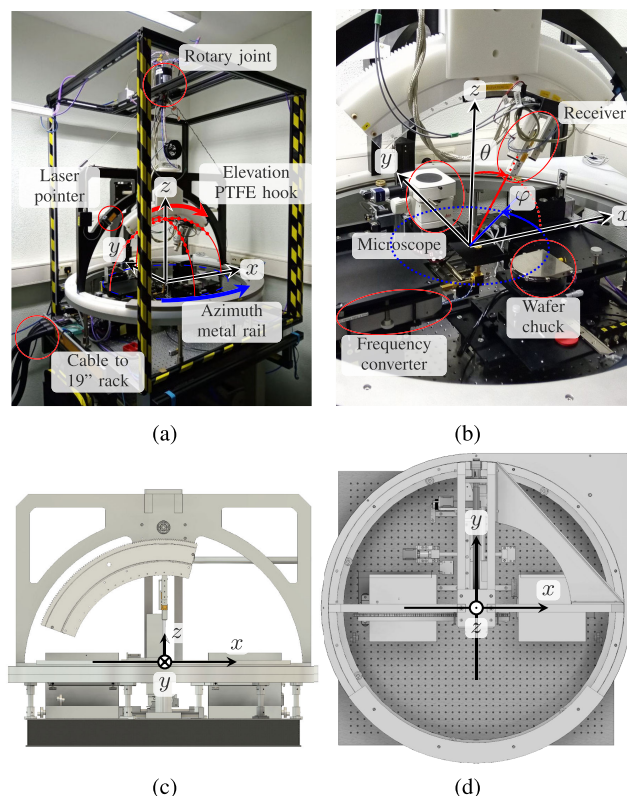 Rotary joint
Laser
pointer
Elevation
PTFE hook
z
y
x
Azimuth
metal rail
Cable to
19” rack
(a)
z
Receiver
θ
y
φ
x
Microscope
Wafer
chuck
Frequency
converter
(b)
z
x
y
(c)
y
x
z
(d)